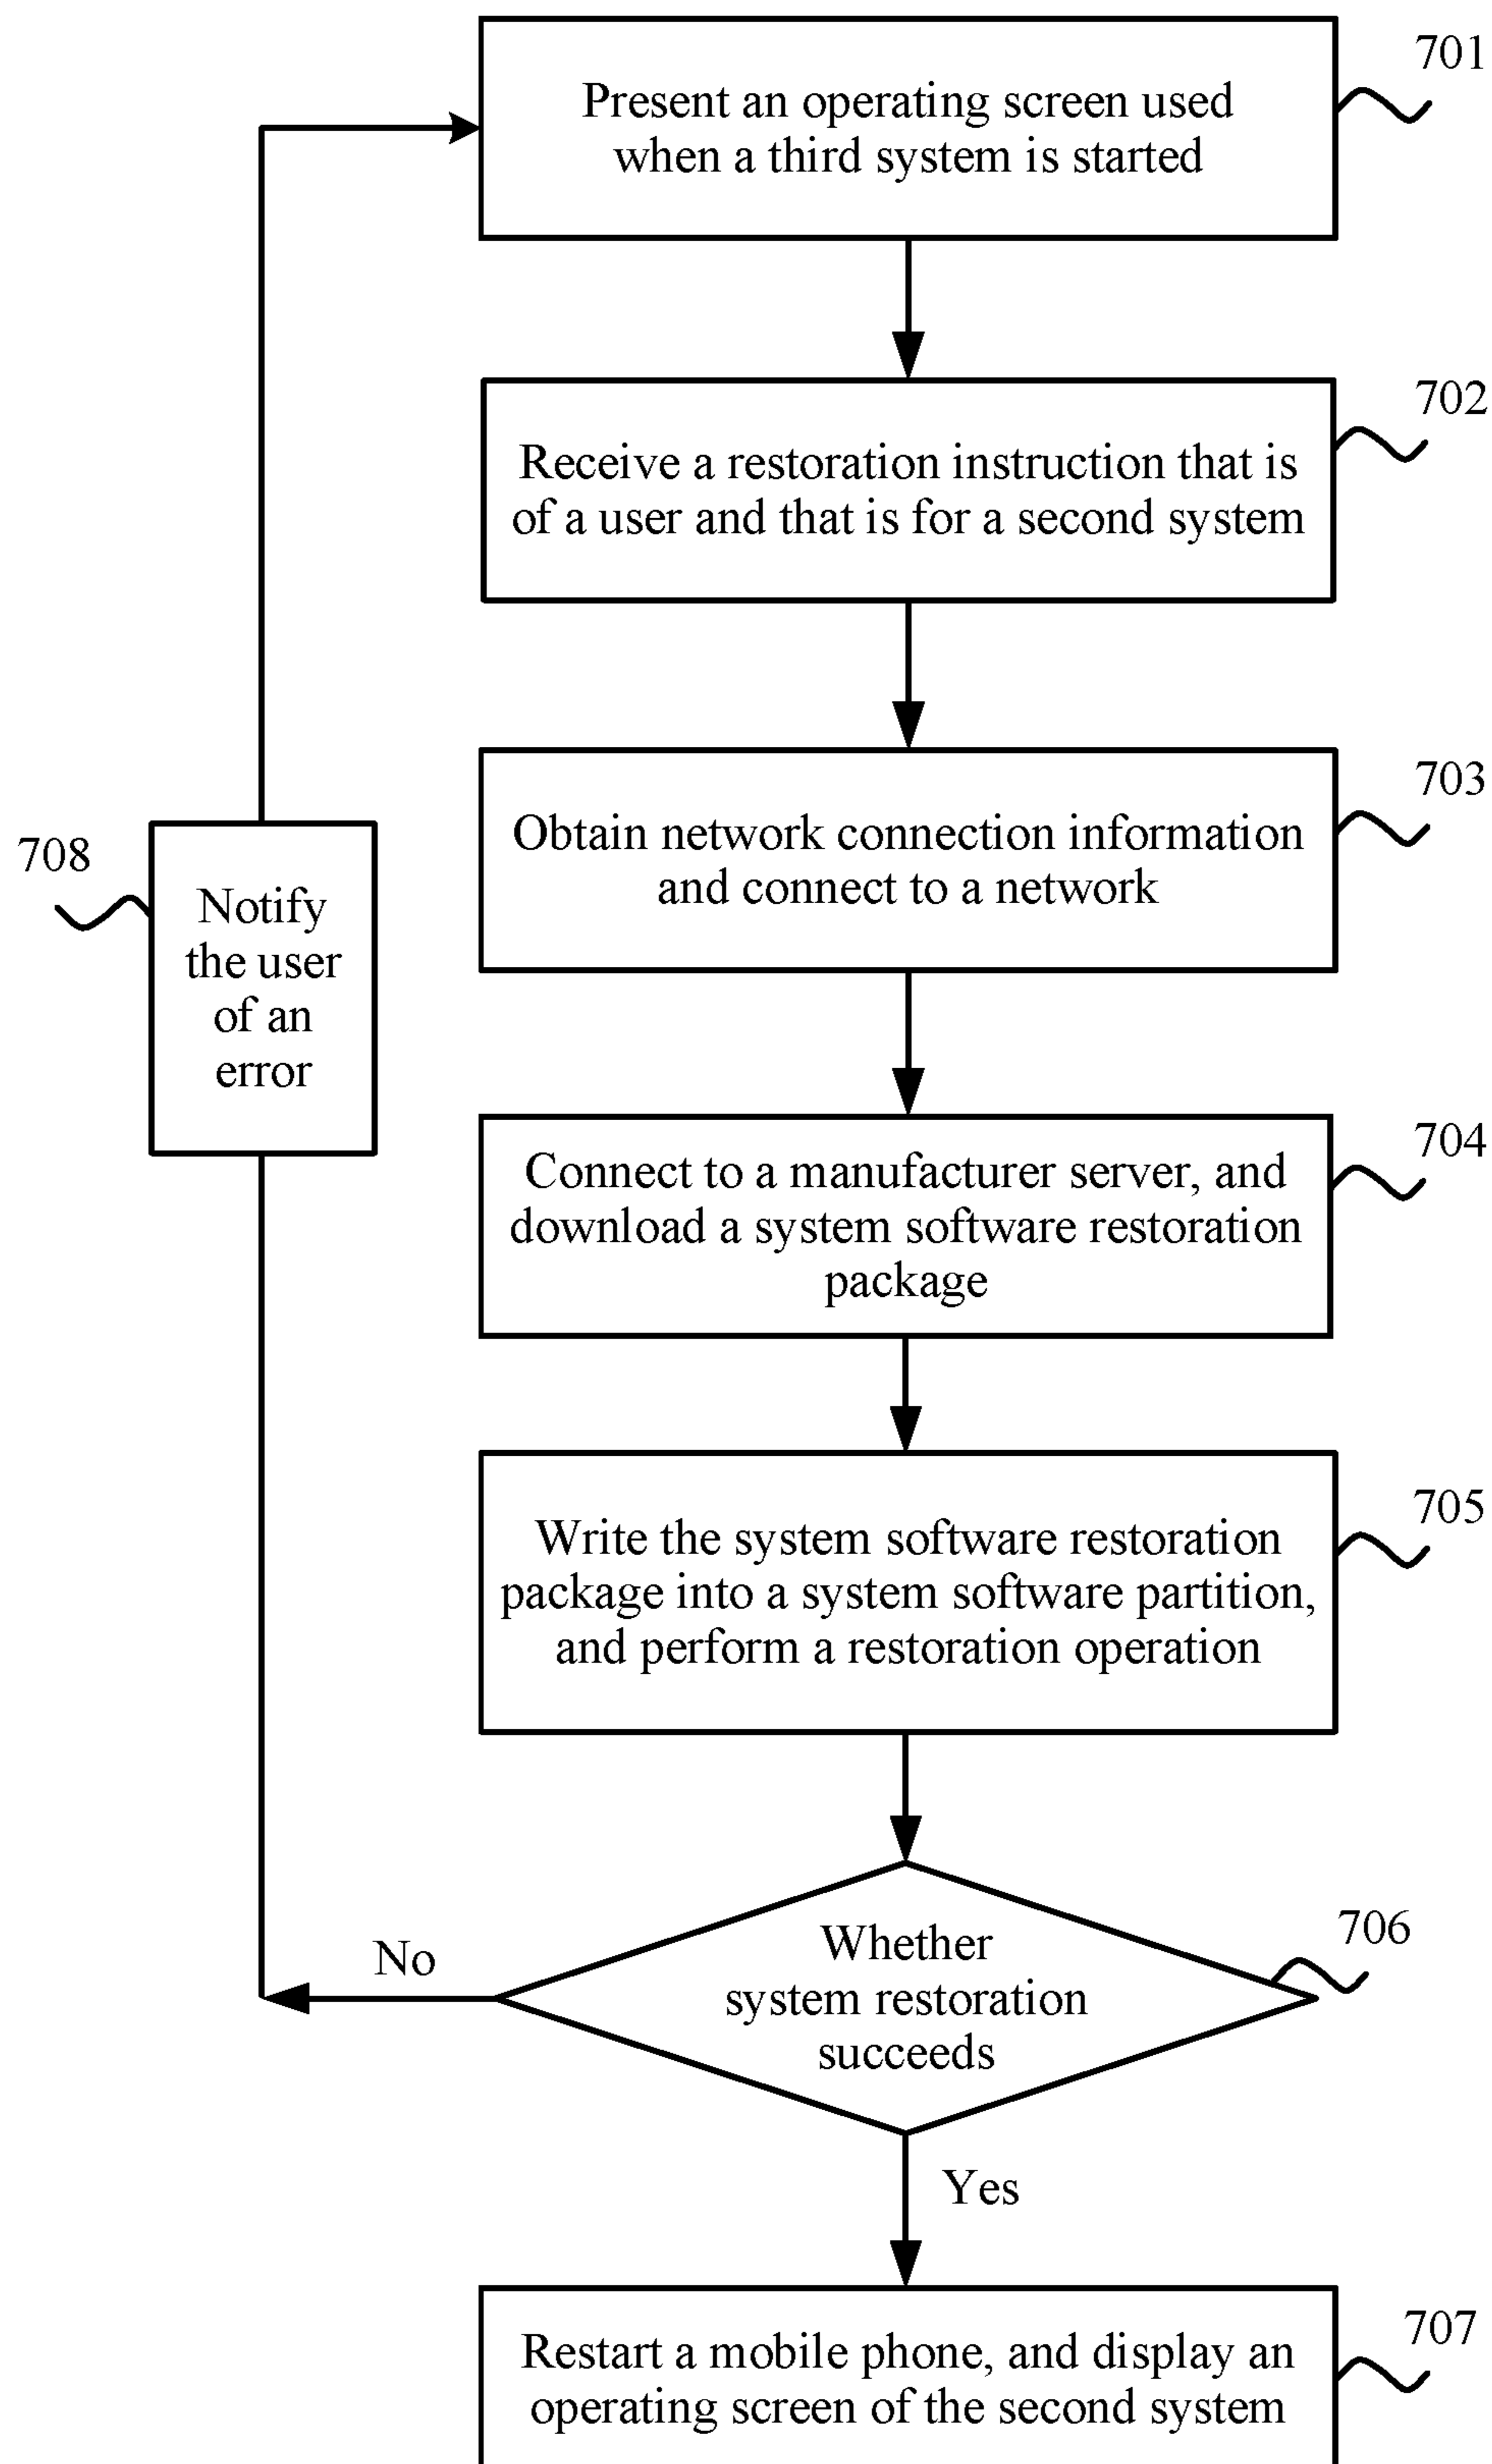 701
Present an operating screen used
when a third system is started
702
Receive a restoration instruction that is
of a user and that is for a second system
703
Obtain network connection information
and connect to a network
708
Notify
the user
of an
error
704
Connect to a manufacturer server, and
download a system software restoration
package
705
Write the system software restoration
package into a system software partition,
and perform a restoration operation
706
Whether
system restoration
succeeds
No
Yes
707
Restart a mobile phone, and display an
operating screen of the second system